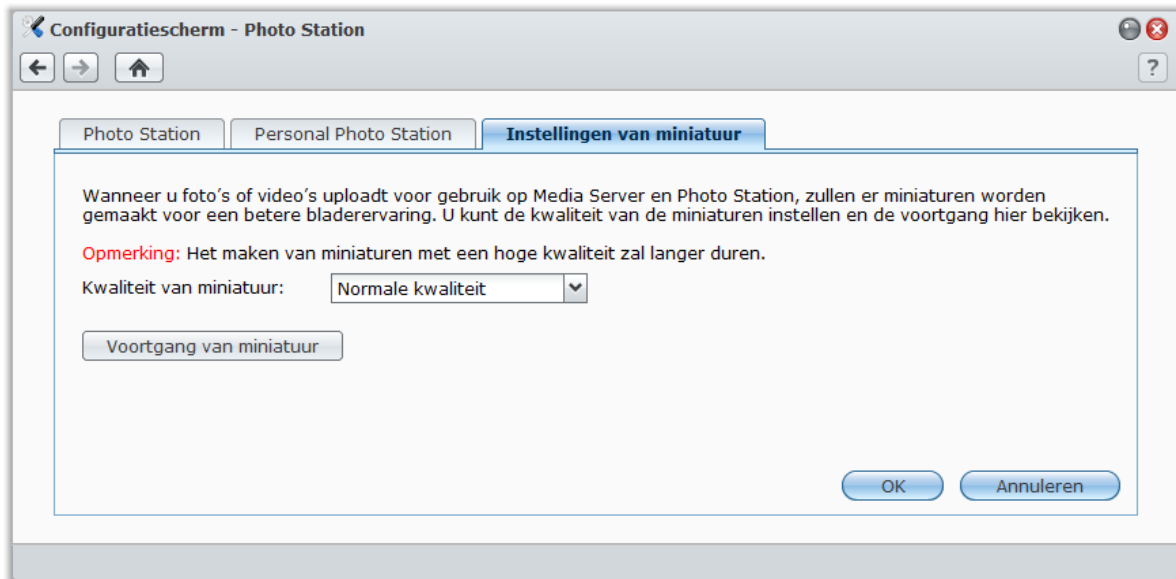 Configuratiescherm - Photo Station
?
Photo Station
Personal Photo Station
Instellingen van miniatuur
Wanneer u foto's of video's uploadt voor gebruik op Media Server en Photo Station, zullen er miniaturen worden
gemaakt voor een betere bladerervaring. U kunt de kwaliteit van de miniaturen instellen en de voortgang hier bekijken.
Opmerking: Het maken van miniaturen met een hoge kwaliteit zal langer duren.
Kwaliteit van miniatuur: Normale kwaliteit
Voortgang van miniatuur
OK
Annuleren